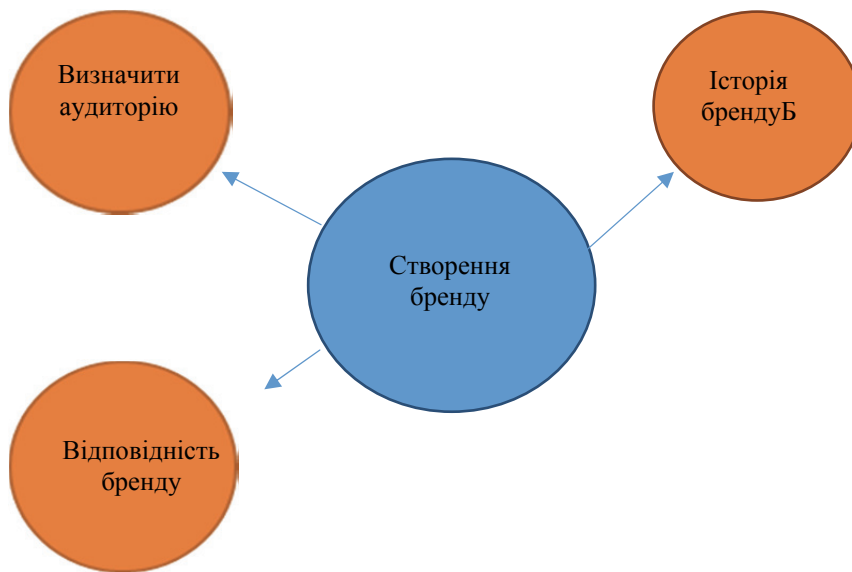 Визначити
аудиторію
Історія
брендуБ
Створення
бренду
Відповідність
бренду